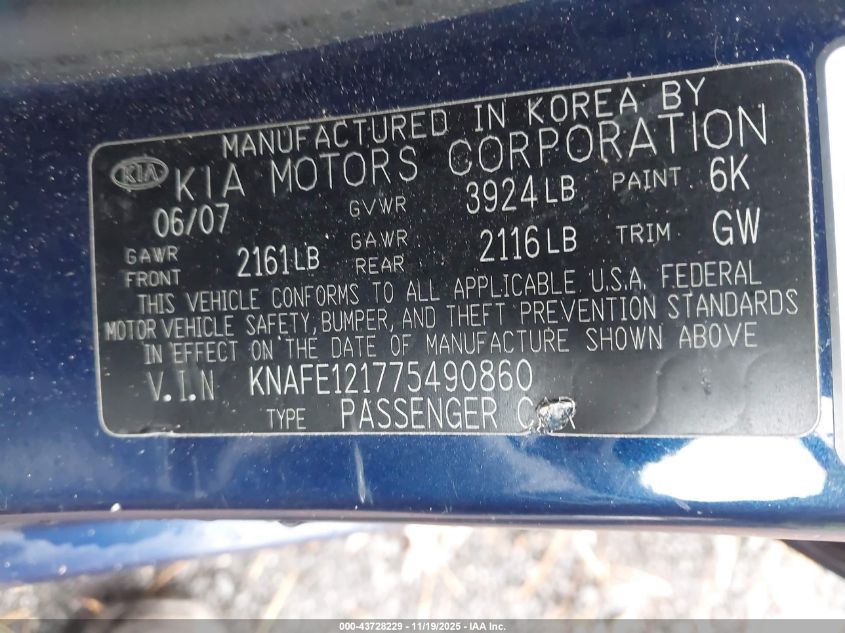 MANUFACTURED IN KOREA BY
KIA KIA MOTORS CORPORATION
06/07 GVWR 3924LB PAINT 6K
GAWR FRONT 2161LB GAWR REAR 2116LB TRIM GW
THIS VEHICLE CONFORMS TO ALL APPLICABLE U.S.A. FEDERAL
MOTOR VEHICLE SAFETY, BUMPER, AND THEFT PREVENTION STANDARDS
IN EFFECT ON THE DATE OF MANUFACTURE SHOWN ABOVE
V.I.N KNAFE121775490860
TYPE PASSENGER CAR
000-43728229 - 11/19/2025 - IAA Inc.